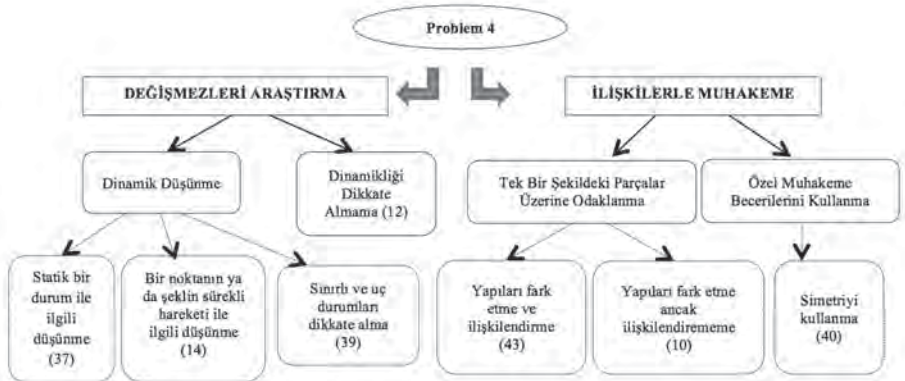 Problem 4
DEĞİŞMEZLERİ ARAŞTIRMA
İLİŞKİLERLE MUHAKEME
Dinamik Düşünme
Dinamikliği
Dikkate
Almama (12)
Tek Bir Şekildeki Parçalar
Üzerine Odaklanma
Özel Muhakeme
Becerilerini Kullanma
Statik bir
durum ile
ilgili
düşünme
(37)
Bir noktanın ya
da şeklin sürekli
hareketi ile
ilgili düşünme
(14)
Sınırlı ve uç
durumları
dikkate alma
(39)
Yapıları fark
etme ve
ilişkilendirme
(43)
Yapıları fark etme
ancak
ilişkilendirememe
(10)
Simetriyi
kullanma
(40)